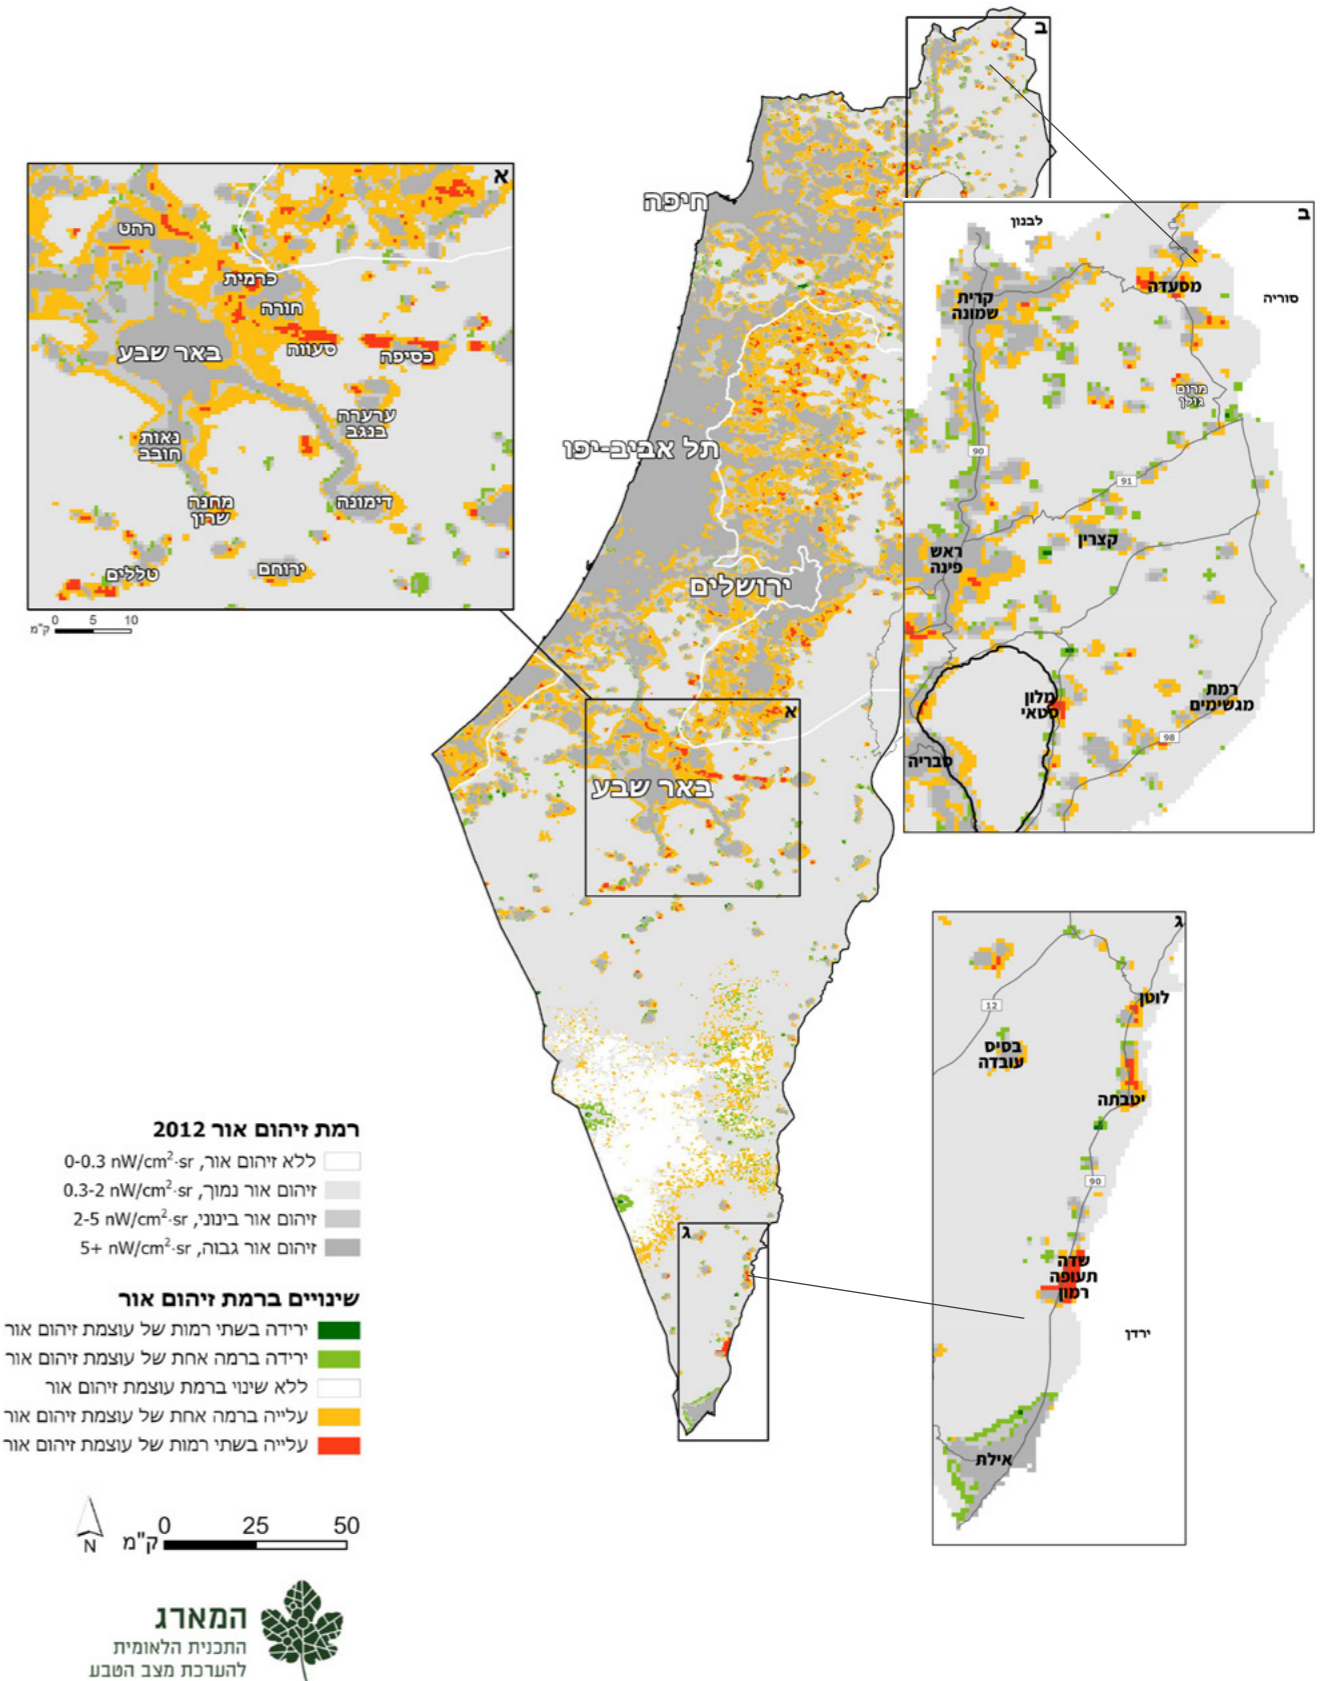 ב
חיפה
תל אביב-יפו
ירושלים
א
באר שבע
ג
א
רהט
כרמית
חורה
באר שבע
סעווה
כסיפה
ערערה
בנגב
נאות
חובב
מחנה
שרון
דימונה
טללים
ירוחם
0 5 10
ק"מ
ב
לבנון
סוריה
מסעדה
קרית
שמונה
מרום
גולן
90
91
קצרין
ראש
פינה
רמת
מגשימים
מלון
סטאי
98
טבריה
ג
לוטן
12
בסיס
עובדה
יטבתה
90
שדה
תעופה
רמון
ירדן
אילת
רמת זיהום אור 2012
ללא זיהום אור, 0-0.3 nW/cm²·sr
זיהום אור נמוך, 0.3-2 nW/cm²·sr
זיהום אור בינוני, 2-5 nW/cm²·sr
זיהום אור גבוה, 5+ nW/cm²·sr
שינויים ברמת זיהום אור
ירידה בשתי רמות של עוצמת זיהום אור
ירידה ברמה אחת של עוצמת זיהום אור
ללא שינוי ברמת עוצמת זיהום אור
עלייה ברמה אחת של עוצמת זיהום אור
עלייה בשתי רמות של עוצמת זיהום אור
N
0 25 50
ק"מ
המארג
התכנית הלאומית
להערכת מצב הטבע